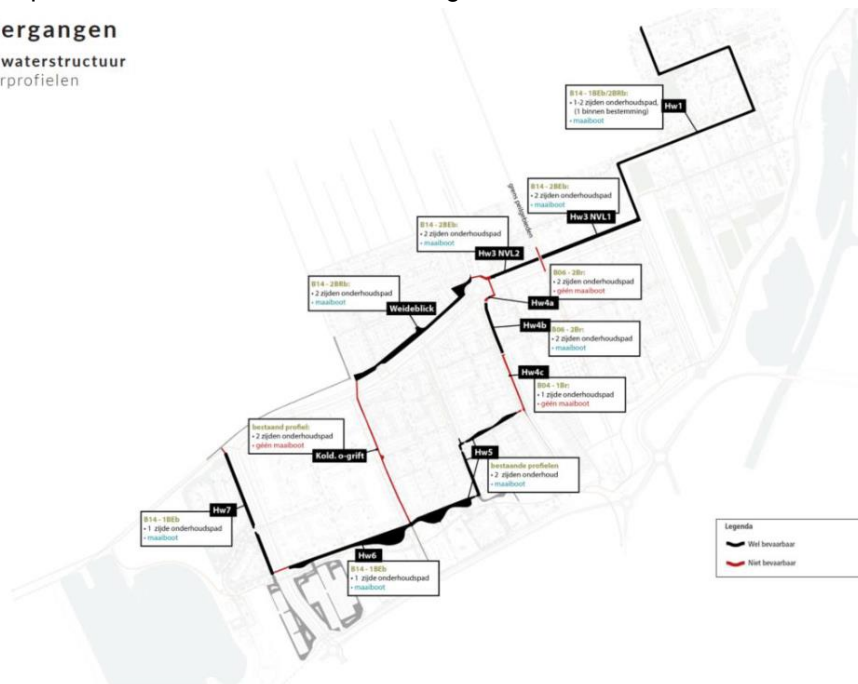 ergangen
waterstructuur
rprofielen
B14 - 1BEb/2BRb:
• 1-2 zijden onderhoudspad,
(1 binnen bestemming)
• maaiboot
Hw1
B14 - 2BEb:
• 2 zijden onderhoudspad
• maaiboot
Hw3 NVL1
grens peilgebieden
B14 - 2BEb:
• 2 zijden onderhoudspad
• maaiboot
Hw3 NVL2
B06 - 2Br:
• 2 zijden onderhoudspad
• géén maaiboot
Hw4a
B14 - 2BRb:
• 2 zijden onderhoudspad
• maaiboot
Weideblick
Hw4b
B06 - 2Br:
• 2 zijden onderhoudspad
• maaiboot
Hw4c
B04 - 1Br:
• 1 zijde onderhoudspad
• géén maaiboot
bestaand profiel:
• 2 zijden onderhoudspad
• géén maaiboot
Kold. o-grift
Hw5
bestaande profielen
• 2 zijden onderhoud
• maaiboot
Hw7
B14 - 1BEb
• 1 zijde onderhoudspad
• maaiboot
Hw6
B14 - 1BEb
• 1 zijde onderhoudspad
• maaiboot
Legenda
Wel bevaarbaar
Niet bevaarbaar